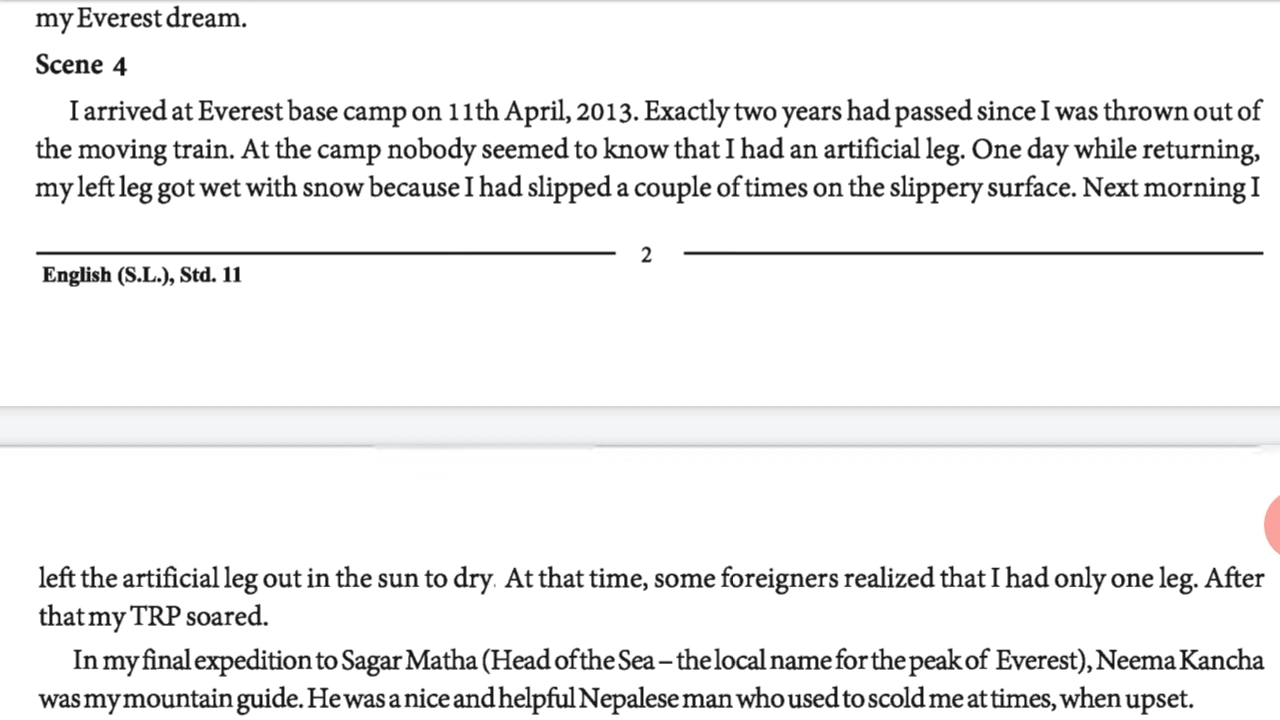 my Everest dream.
Scene 4
I arrived at Everest base camp on 11th April, 2013. Exactly two years had passed since I was thrown out of
the moving train. At the camp nobody seemed to know that I had an artificial leg. One day while returning,
my left leg got wet with snow because I had slipped a couple of times on the slippery surface. Next morning I
2
English (S.L.), Std. 11
left the artificial leg out in the sun to dry. At that time, some foreigners realized that I had only one leg. After
that my TRP soared.
In my final expedition to Sagar Matha (Head of the Sea – the local name for the peak of Everest), Neema Kancha
was my mountain guide. He was a nice and helpful Nepalese man who used to scold me at times, when upset.